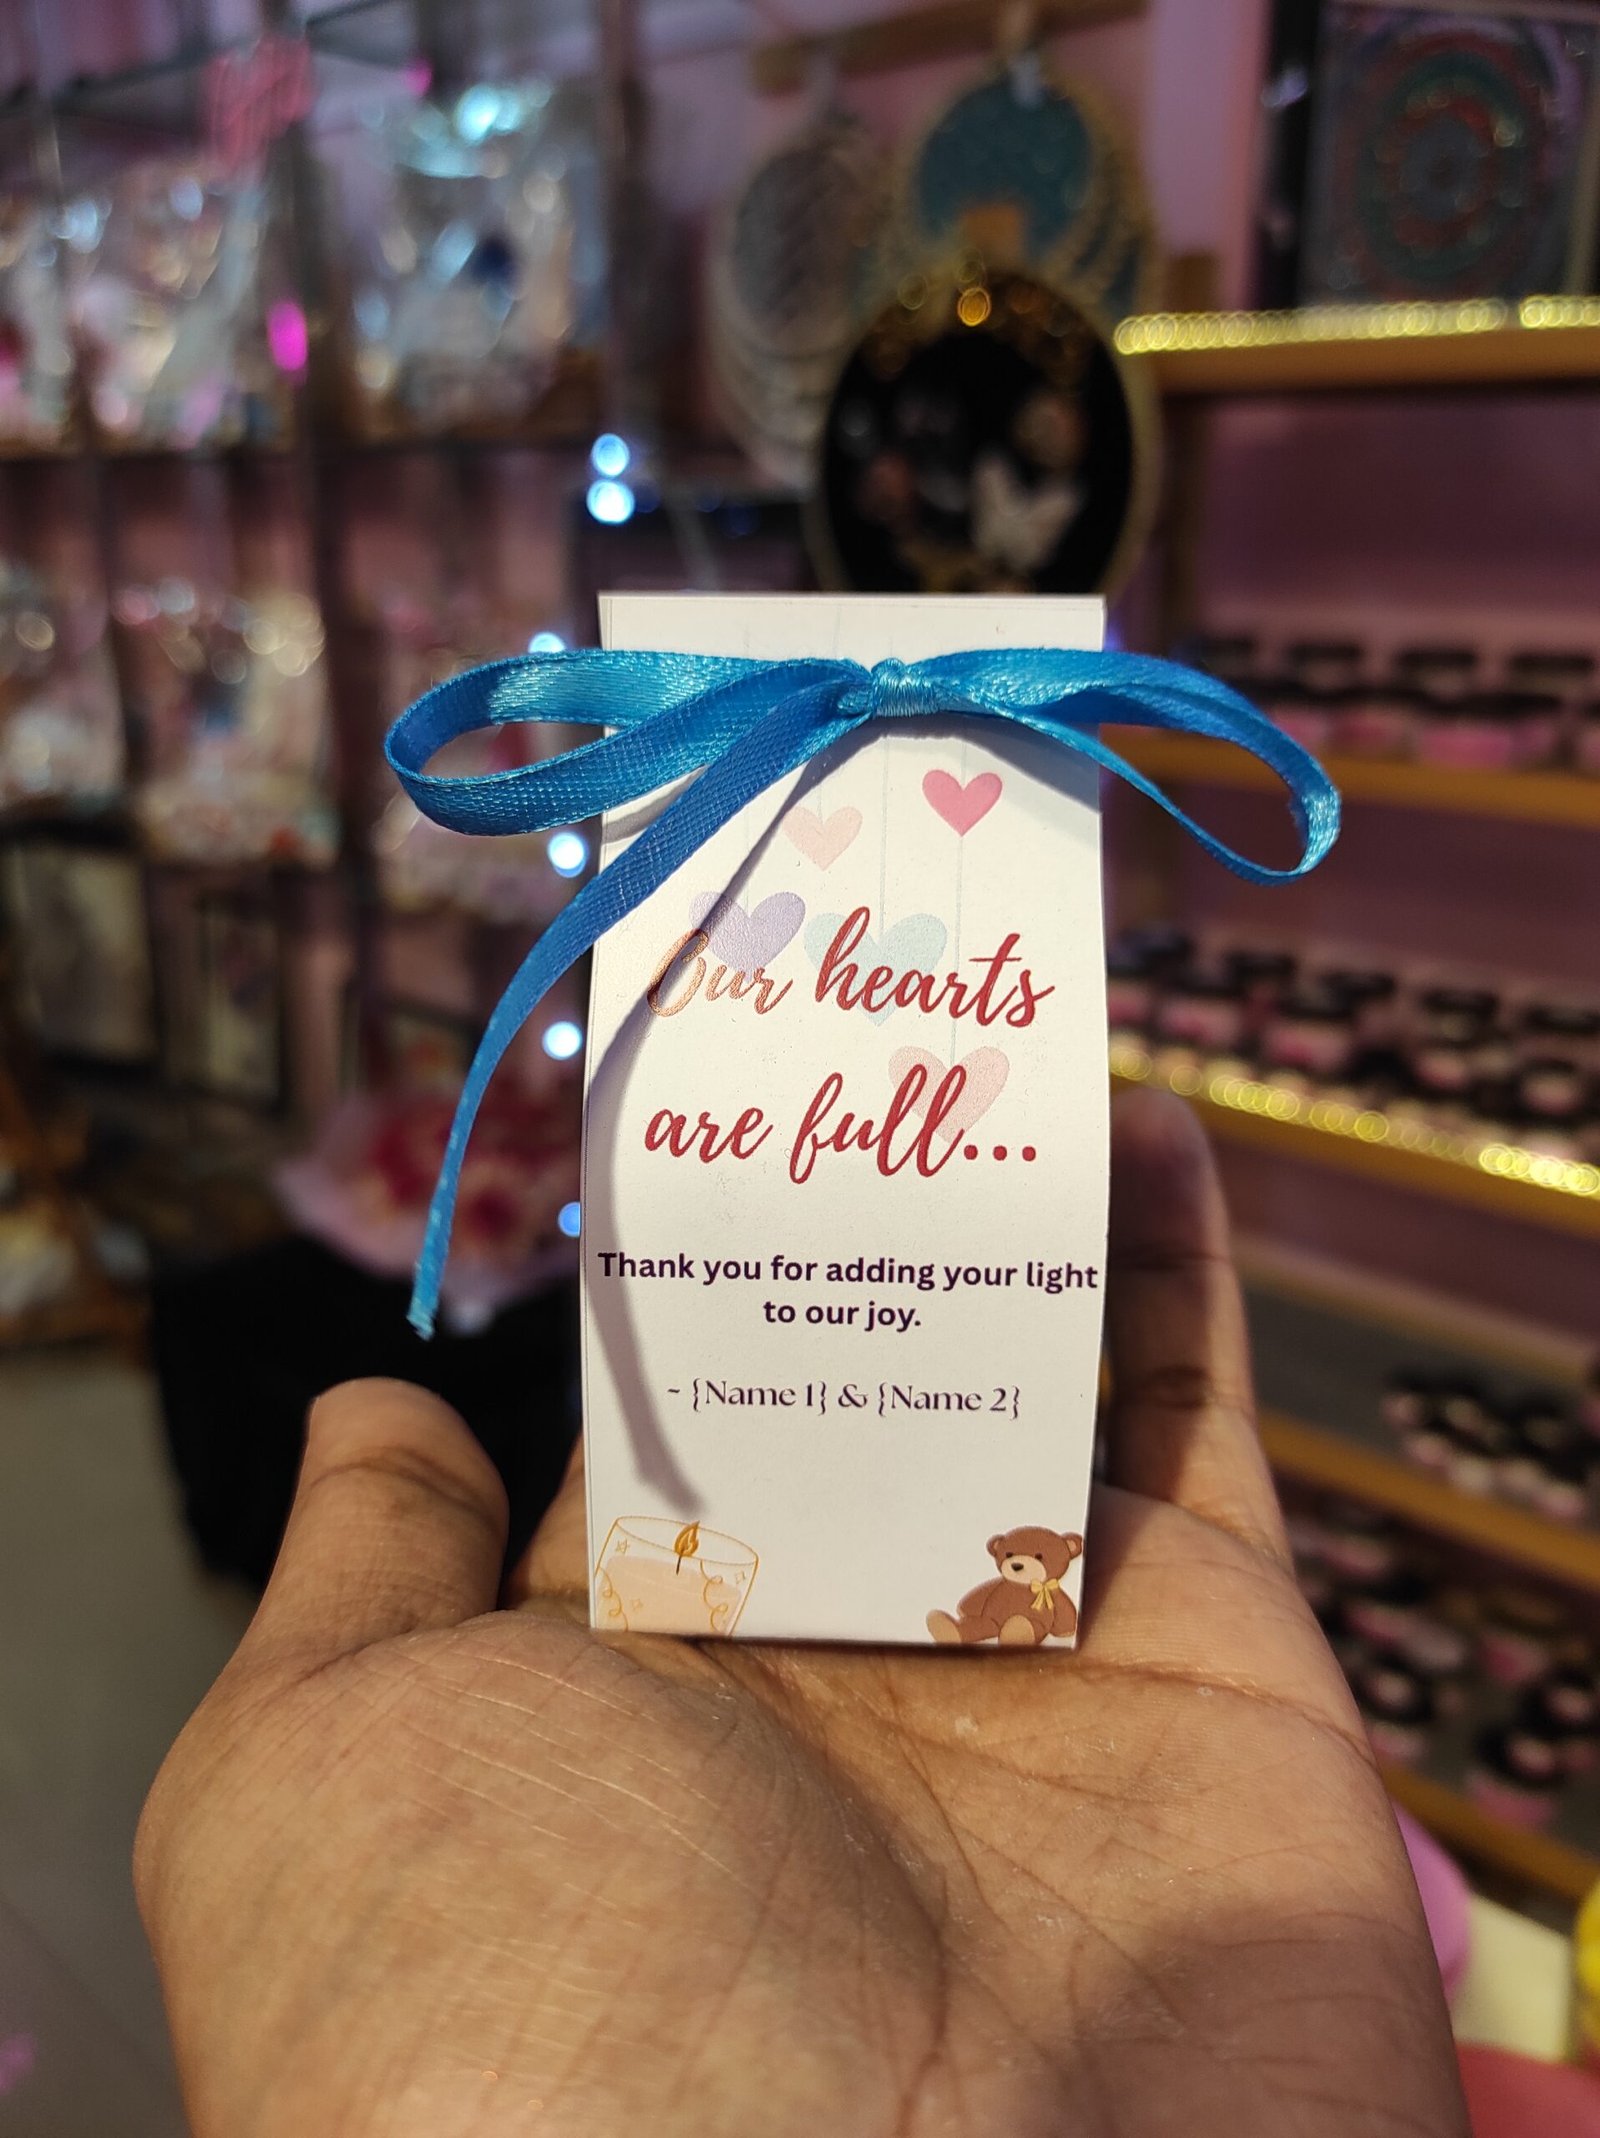 Our hearts
are full...
Thank you for adding your light
to our joy.
~ {Name 1} & {Name 2}